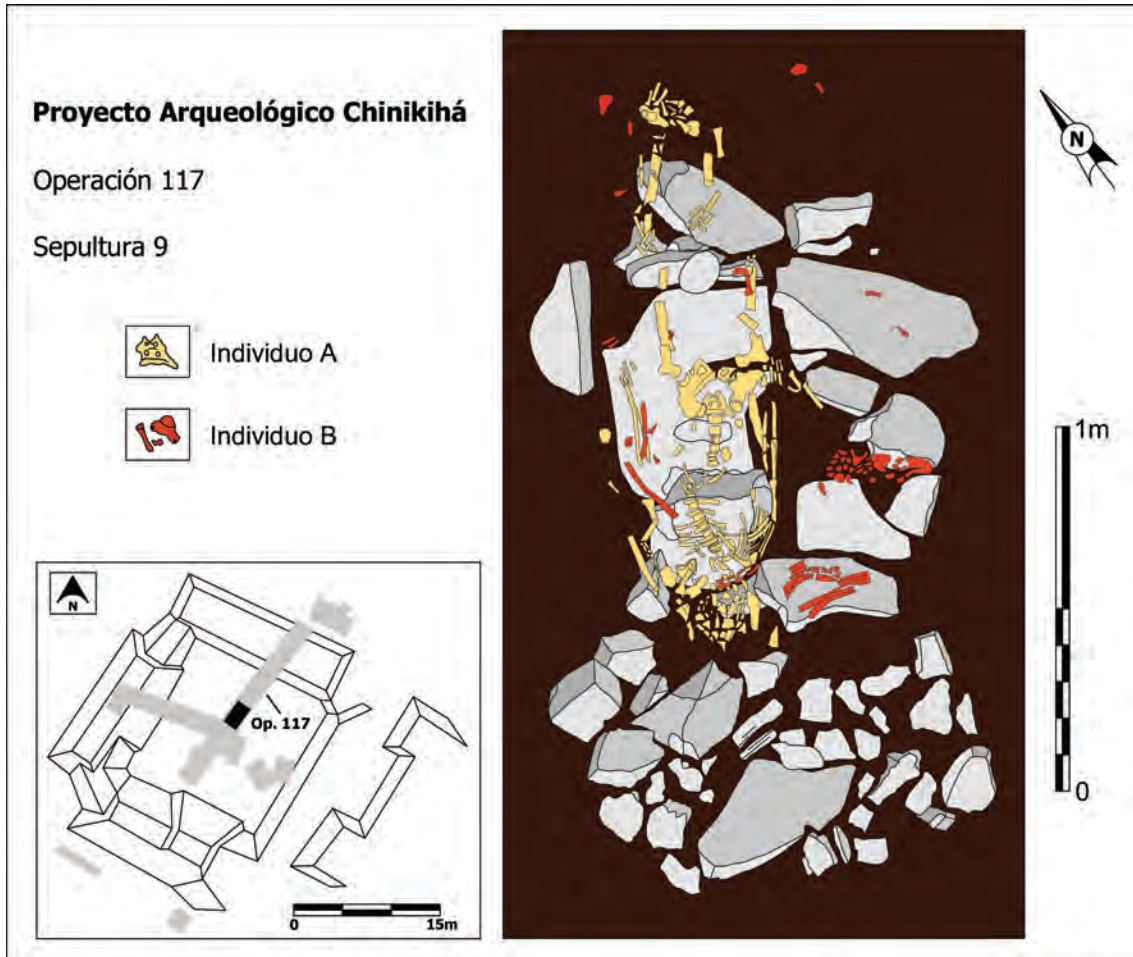 Proyecto Arqueológico Chinikihá
Operación 117
Sepultura 9
Individuo A
Individuo B
N
1m
0
N
Op. 117
0
15m